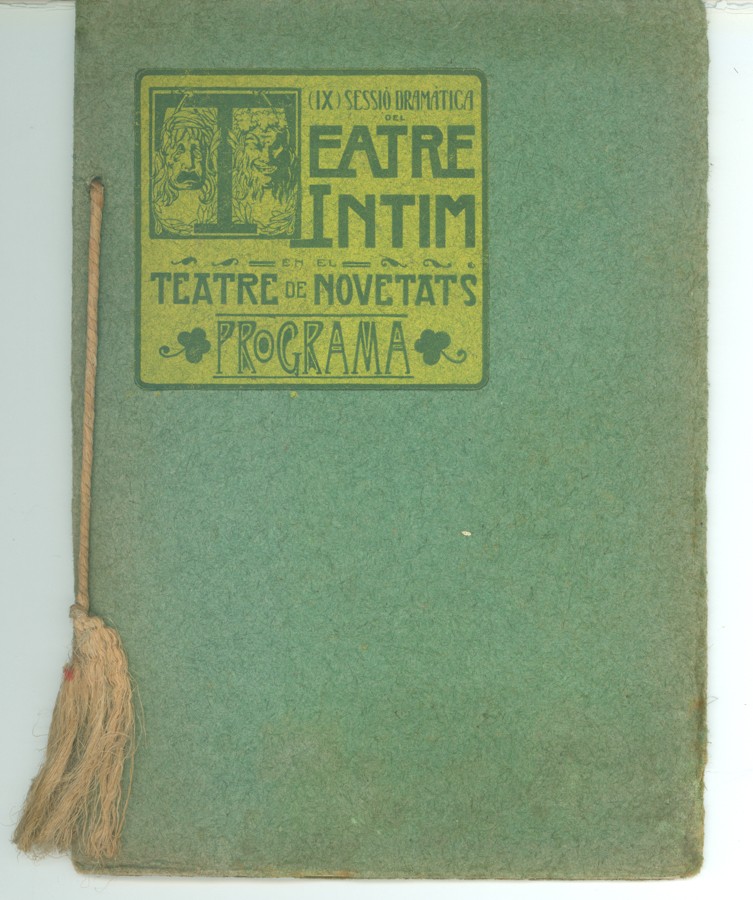 (IX) SESSIÓ DRAMÀTICA
DEL
TEATRE
INTIM
EN EL
TEATRE DE NOVETATS
PROGRAMA